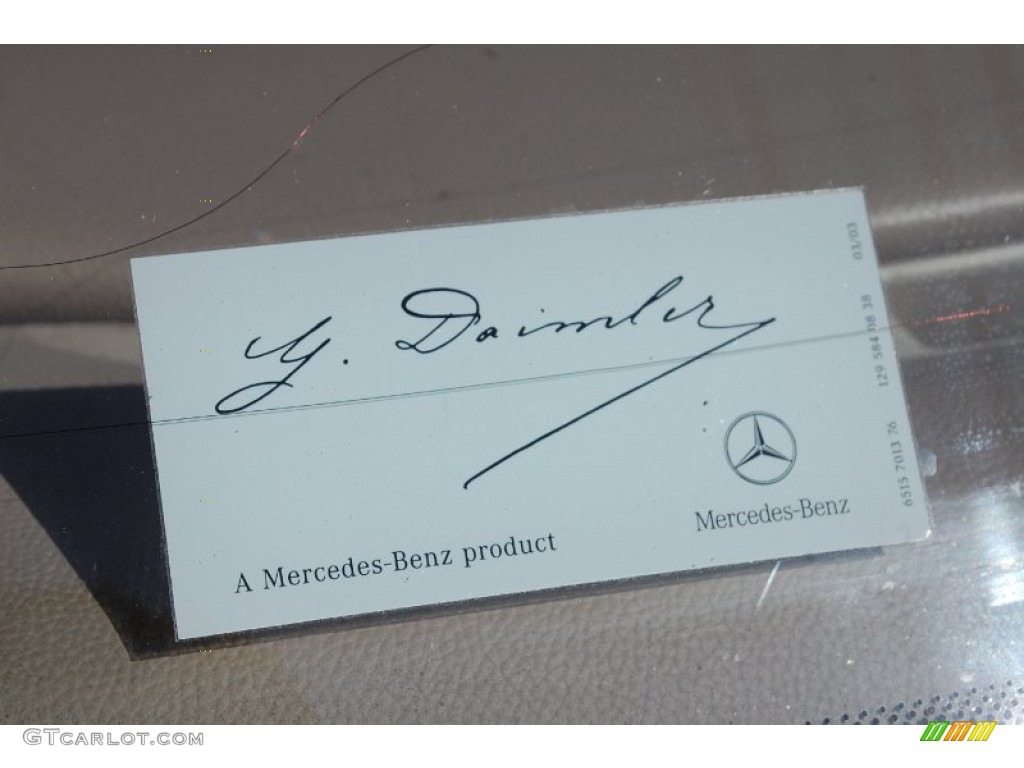 G. Daimler
A Mercedes-Benz product
Mercedes-Benz
6515 7013 76 129 584 08 38 03/03
GTCARLOT.COM